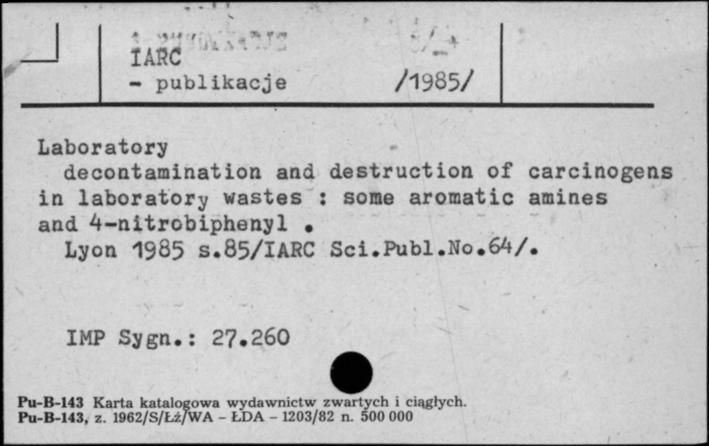 IARC
- publikacje /1985/
Laboratory
decontamination and destruction of carcinogens
in laboratory wastes : some aromatic amines
and 4-nitrobiphenyl .
Lyon 1985 s.85/IARC Sci.Publ.No.64/.
IMP Sygn.: 27.260
Pu-B-143 Karta katalogowa wydawnictw zwartych i ciągłych.
Pu-B-143, z. 1962/S/Łż/WA – ŁDA – 1203/82 n. 500 000